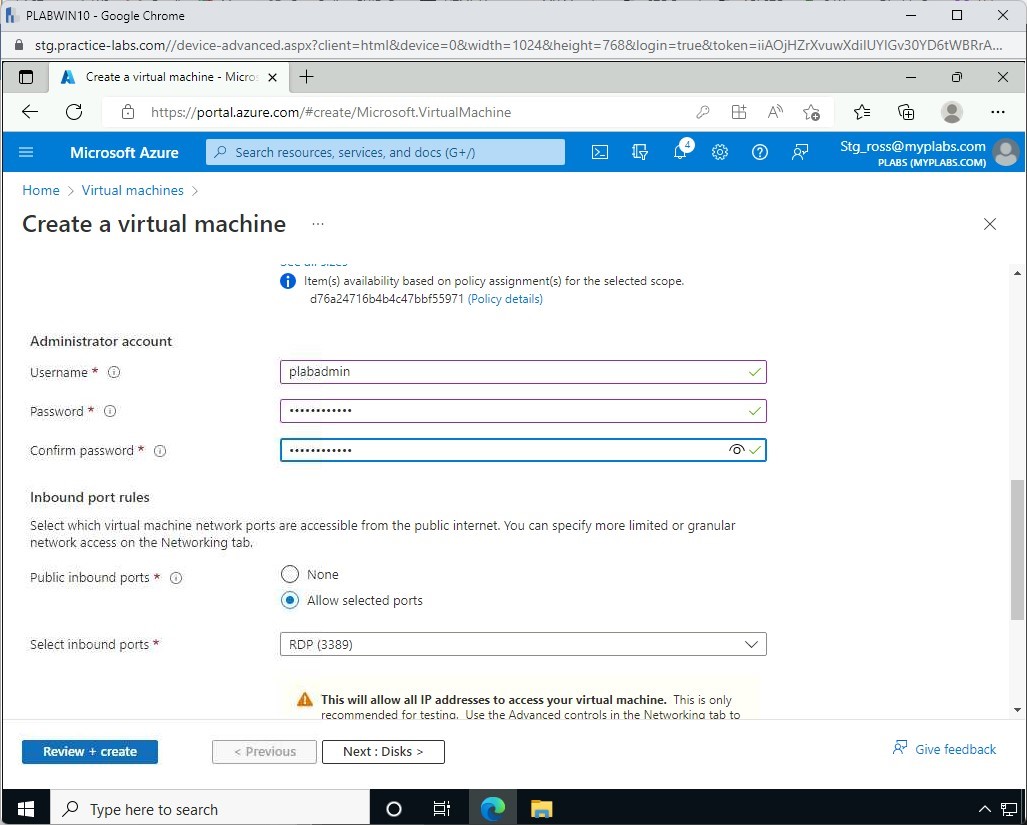 PLABWIN10 - Google Chrome
stg.practice-labs.com//device-advanced.aspx?client=html&device=0&width=1024&height=768&login=true&token=iiAOjHZrXvuwXdilUYIGv30YD6tWBRrA...
Create a virtual machine - Micros
https://portal.azure.com/#create/Microsoft.VirtualMachine
Microsoft Azure
Search resources, services, and docs (G+/)
4
Stg_ross@myplabs.com
PLABS (MYPLABS.COM)
Home > Virtual machines >
Create a virtual machine ...
See all sizes
Item(s) availability based on policy assignment(s) for the selected scope.
d76a24716b4b4c47bbf55971 (Policy details)
Administrator account
Username *
plabadmin
Password *
••••••••••••
Confirm password *
••••••••••••
Inbound port rules
Select which virtual machine network ports are accessible from the public internet. You can specify more limited or granular
network access on the Networking tab.
Public inbound ports *
None
Allow selected ports
Select inbound ports *
RDP (3389)
This will allow all IP addresses to access your virtual machine. This is only
recommended for testing. Use the Advanced controls in the Networking tab to
Review + create
< Previous
Next : Disks >
Give feedback
Type here to search